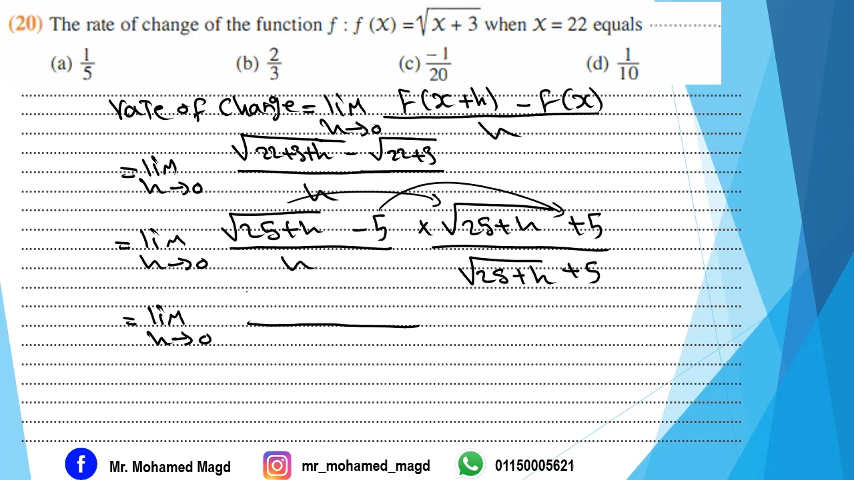 (20) The rate of change of the function f : f (X) = √X + 3 when X = 22 equals ..............
(a) 1/5 (b) 2/3 (c) -1/20 (d) 1/10
rate of change = lim h→0 F(x+h) - F(x) / h
= lim h→0 √22+3+h - √22+3 / h
= lim h→0 √25+h - 5 / h × √25+h + 5 / √25+h + 5
= lim h→0
Mr. Mohamed Magd mr_mohamed_magd 01150005621